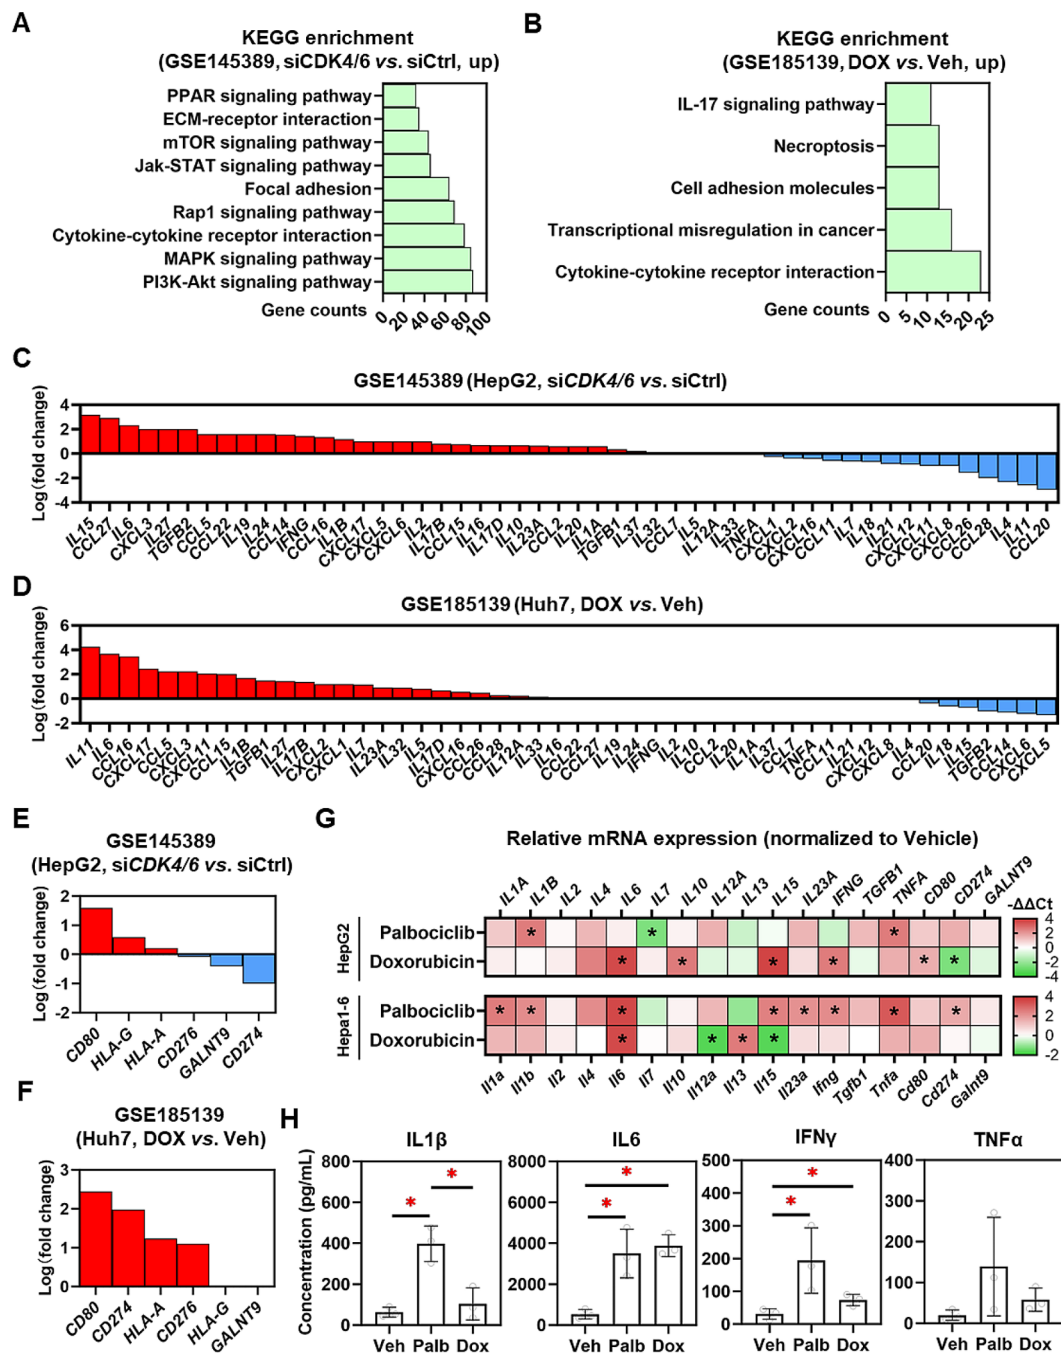 A
KEGG enrichment
(GSE145389, siCDK4/6 vs. siCtrl, up)
PPAR signaling pathway
ECM-receptor interaction
mTOR signaling pathway
Jak-STAT signaling pathway
Focal adhesion
Rap1 signaling pathway
Cytokine-cytokine receptor interaction
MAPK signaling pathway
PI3K-Akt signaling pathway
Gene counts
0 20 40 60 80 100
B
KEGG enrichment
(GSE185139, DOX vs. Veh, up)
IL-17 signaling pathway
Necroptosis
Cell adhesion molecules
Transcriptional misregulation in cancer
Cytokine-cytokine receptor interaction
Gene counts
0 5 10 15 20 25
C
GSE145389 (HepG2, siCDK4/6 vs. siCtrl)
Log(fold change)
4
2
0
-2
-4
IL15 CCL27 IL6 CXCL3 IL27 TGFB2 CCL5 CCL22 IL19 IL24 CCL14 IFNG CCL16 IL1B CXCL17 CXCL5 CXCL6 IL2 IL17B CCL15 IL16 IL17D IL10 IL23A CCL2 IL20 IL1A TGFB1 IL37 IL32 CCL7 IL5 IL12A IL33 TNFA CXCL1 CXCL2 CXCL16 CCL11 IL7 IL18 IL21 CXCL12 CXCL11 CXCL8 CCL26 CCL28 IL4 IL11 CCL20
D
GSE185139 (Huh7, DOX vs. Veh)
Log(fold change)
6
4
2
0
-2
IL11 IL6 CCL16 CXCL17 CCL5 CXCL3 CXCL11 CCL15 IL1B TGFB1 IL27 IL17B CXCL2 CXCL1 IL7 IL23A IL32 IL5 IL17D CXCL16 CCL26 CCL28 IL12A IL33 IL16 CCL22 CCL27 IL19 IL24 IFNG IL2 IL10 CCL2 IL20 IL1A IL37 CCL7 TNFA CCL11 IL21 CXCL12 CXCL8 IL4 CCL20 IL18 IL15 TGFB2 CCL14 CXCL6 CXCL5
E
GSE145389
(HepG2, siCDK4/6 vs. siCtrl)
Log(fold change)
2
1
0
-1
-2
CD80 HLA-G HLA-A CD276 GALNT9 CD274
F
GSE185139
(Huh7, DOX vs. Veh)
Log(fold change)
3
2
1
0
CD80 CD274 HLA-A CD276 HLA-G GALNT9
G
Relative mRNA expression (normalized to Vehicle)
IL1A IL1B IL2 IL4 IL6 IL7 IL10 IL12A IL13 IL15 IL23A IFNG TGFB1 TNFA CD80 CD274 GALNT9
-ΔΔCt
HepG2
Palbociclib * * *
Doxorubicin * * * * * *
4
2
0
-2
-4
Hepa1-6
Palbociclib * * * * * * * *
Doxorubicin * * * *
4
2
0
-2
Il1a Il1b Il2 Il4 Il6 Il7 Il10 Il12a Il13 Il15 Il23a Ifng Tgfb1 Tnfa Cd80 Cd274 Galnt9
H
Concentration (pg/mL)
IL1β
800
600
400
200
0
* *
Veh Palb Dox
IL6
8000
6000
4000
2000
0
* *
Veh Palb Dox
IFNγ
500
400
300
200
100
0
* *
Veh Palb Dox
TNFα
400
300
200
100
0
Veh Palb Dox